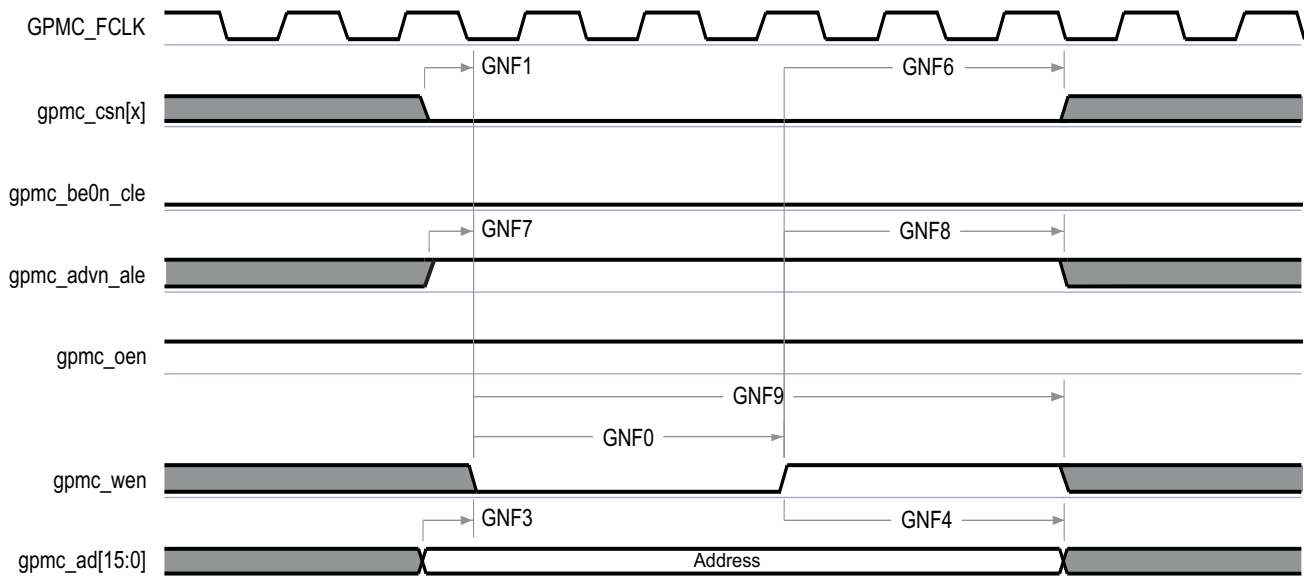 GPMC_FCLK
GNF1
GNF6
gpmc_csn[x]
gpmc_be0n_cle
GNF7
GNF8
gpmc_advn_ale
gpmc_oen
GNF9
GNF0
gpmc_wen
GNF3
GNF4
gpmc_ad[15:0]
Address